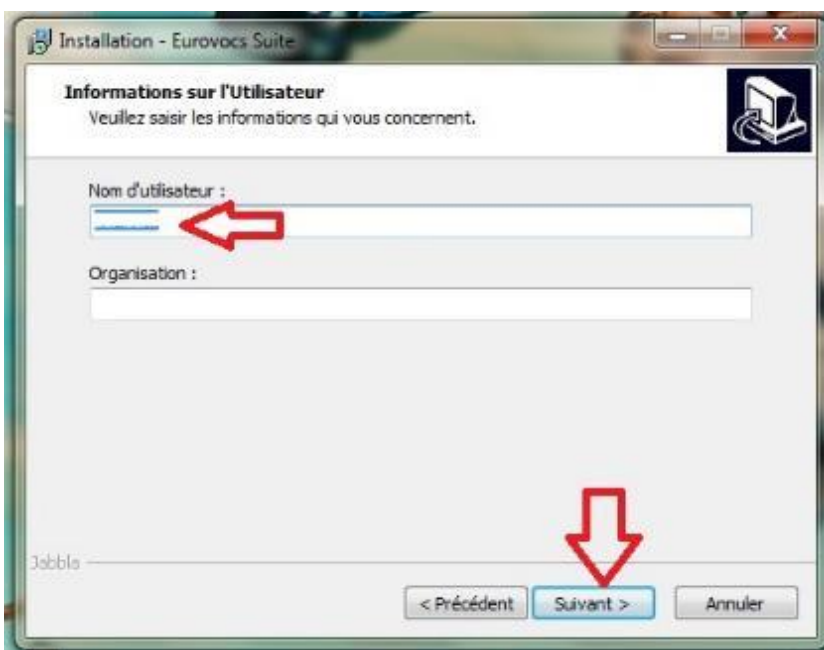 Installation - Eurovocs Suite
Informations sur l'Utilisateur
Veuillez saisir les informations qui vous concernent.
Nom d'utilisateur :
Organisation :
Jabbla
< Précédent
Suivant >
Annuler